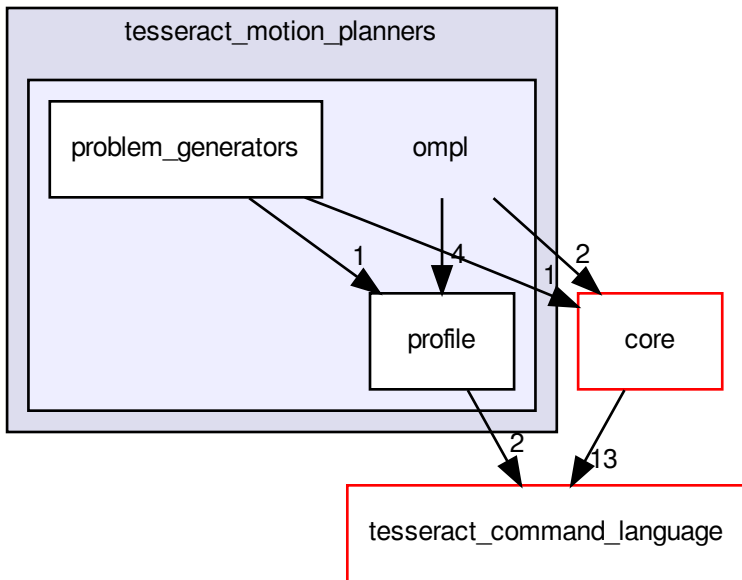 tesseract_motion_planners
problem_generators
ompl
1
4
1
2
profile
core
2
13
tesseract_command_language